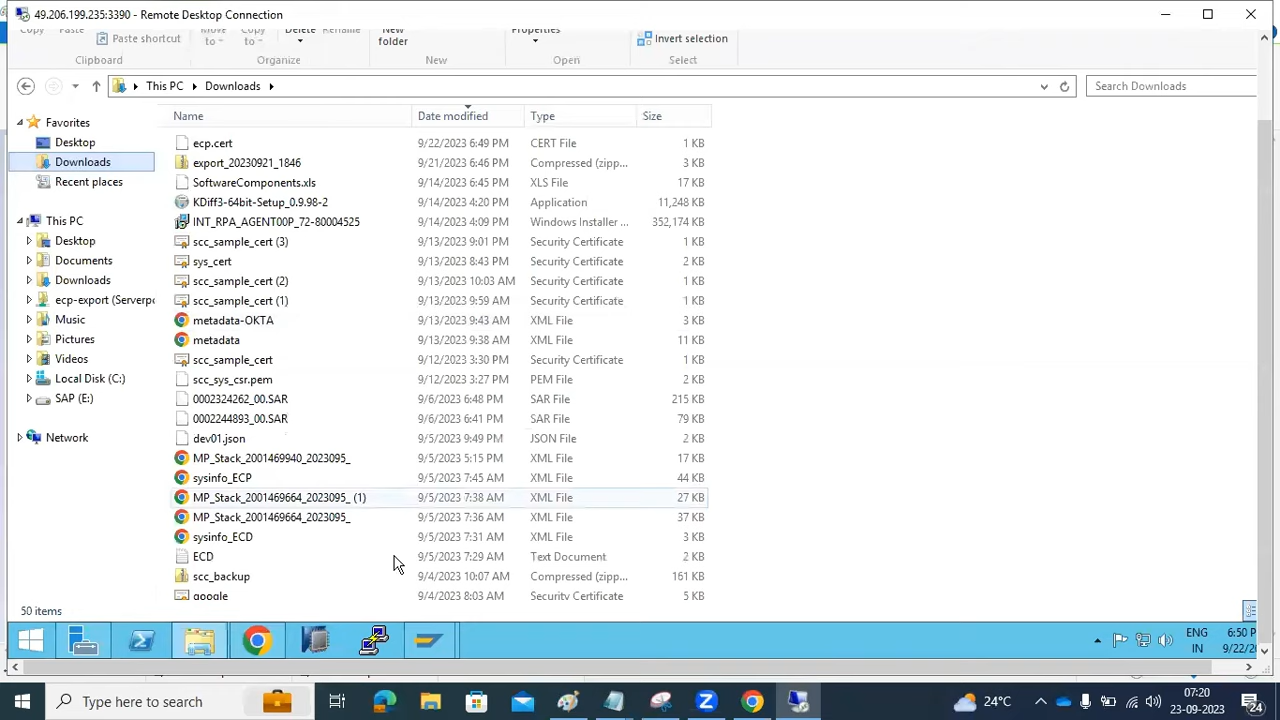 49.206.199.235:3390 - Remote Desktop Connection
Copy Paste Paste shortcut Move to Copy to Delete Rename New folder Properties Invert selection
Clipboard Organize New Open Select
This PC Downloads Search Downloads
Name Date modified Type Size
Favorites
Desktop
Downloads
Recent places
This PC
Desktop
Documents
Downloads
ecp-export (Serverpo
Music
Pictures
Videos
Local Disk (C:)
SAP (E:)
Network
ecp.cert 9/22/2023 6:49 PM CERT File 1 KB
export_20230921_1846 9/21/2023 6:46 PM Compressed (zipp... 3 KB
SoftwareComponents.xls 9/14/2023 6:45 PM XLS File 17 KB
KDiff3-64bit-Setup_0.9.98-2 9/14/2023 4:20 PM Application 11,248 KB
INT_RPA_AGENT00P_72-80004525 9/14/2023 4:09 PM Windows Installer ... 352,174 KB
scc_sample_cert (3) 9/13/2023 9:01 PM Security Certificate 1 KB
sys_cert 9/13/2023 8:43 PM Security Certificate 2 KB
scc_sample_cert (2) 9/13/2023 10:03 AM Security Certificate 1 KB
scc_sample_cert (1) 9/13/2023 9:59 AM Security Certificate 1 KB
metadata-OKTA 9/13/2023 9:43 AM XML File 3 KB
metadata 9/13/2023 9:38 AM XML File 11 KB
scc_sample_cert 9/12/2023 3:30 PM Security Certificate 1 KB
scc_sys_csr.pem 9/12/2023 3:27 PM PEM File 2 KB
0002324262_00.SAR 9/6/2023 6:48 PM SAR File 215 KB
0002244893_00.SAR 9/6/2023 6:41 PM SAR File 79 KB
dev01.json 9/5/2023 9:49 PM JSON File 2 KB
MP_Stack_2001469940_2023095_ 9/5/2023 5:15 PM XML File 17 KB
sysinfo_ECP 9/5/2023 7:45 AM XML File 44 KB
MP_Stack_2001469664_2023095_ (1) 9/5/2023 7:38 AM XML File 27 KB
MP_Stack_2001469664_2023095_ 9/5/2023 7:36 AM XML File 37 KB
sysinfo_ECD 9/5/2023 7:31 AM XML File 3 KB
ECD 9/5/2023 7:29 AM Text Document 2 KB
scc_backup 9/4/2023 10:07 AM Compressed (zipp... 161 KB
google 9/4/2023 8:03 AM Security Certificate 5 KB
50 items
ENG 6:50 P
IN 9/22/2
Type here to search 24°C 07:20
23-09-2023 24